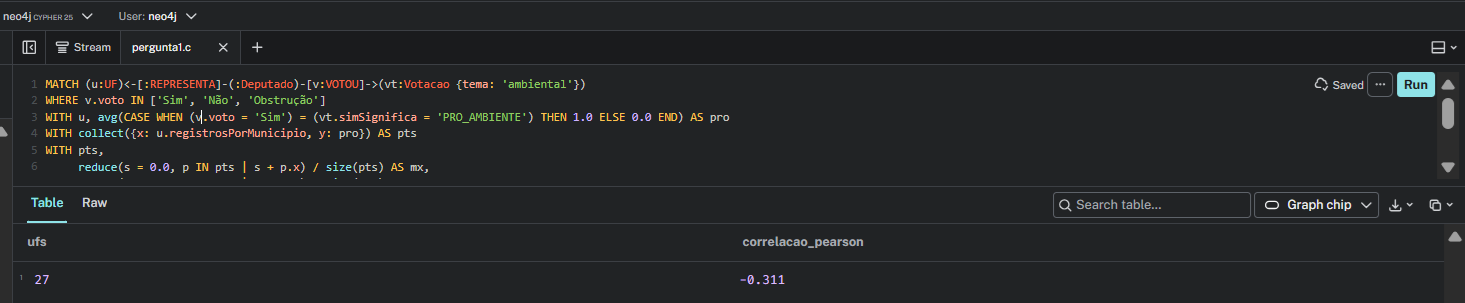 neo4j CYPHER 25 User: neo4j
Stream pergunta1.c
1 MATCH (u:UF)<-[:REPRESENTA]-(:Deputado)-[v:VOTOU]->(vt:Votacao {tema: 'ambiental'})
2 WHERE v.voto IN ['Sim', 'Não', 'Obstrução']
3 WITH u, avg(CASE WHEN (v.voto = 'Sim') = (vt.simSignifica = 'PRO_AMBIENTE') THEN 1.0 ELSE 0.0 END) AS pro
4 WITH collect({x: u.registrosPorMunicipio, y: pro}) AS pts
5 WITH pts,
6 reduce(s = 0.0, p IN pts | s + p.x) / size(pts) AS mx,
Saved ... Run
Table Raw
Search table... Graph chip
ufs correlacao_pearson
1 27 -0.311